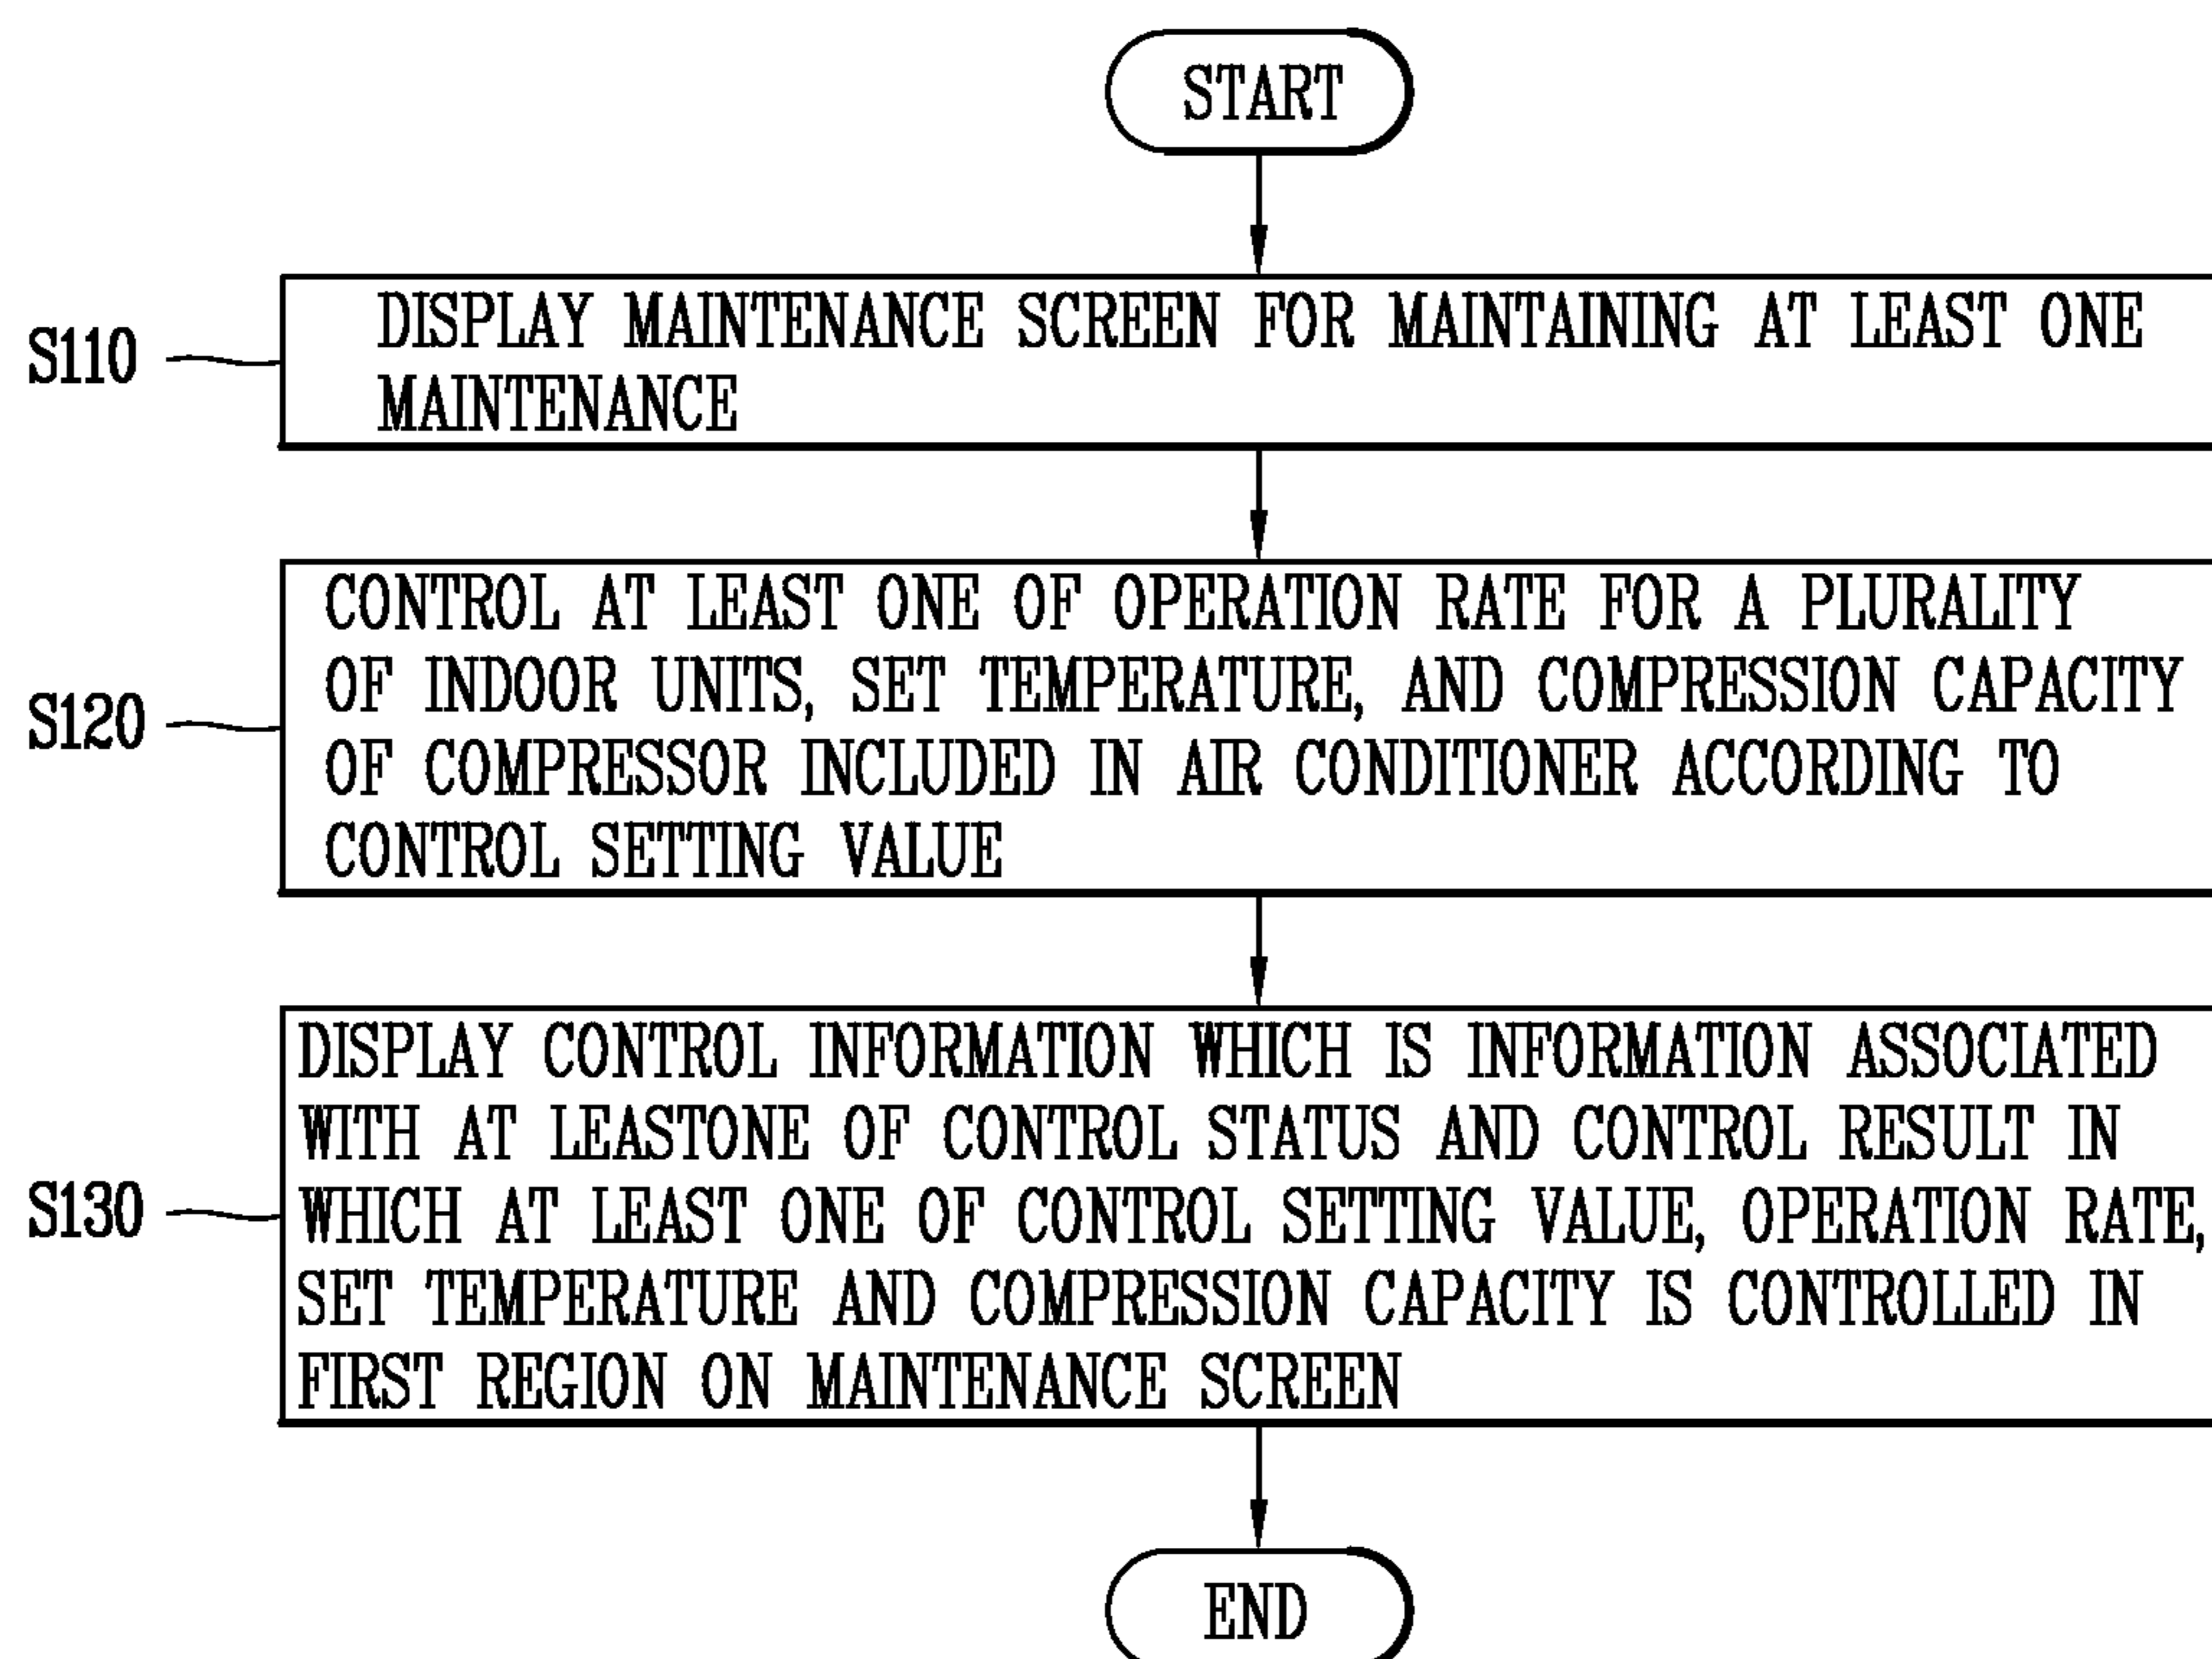 START
S110
DISPLAY MAINTENANCE SCREEN FOR MAINTAINING AT LEAST ONE
MAINTENANCE
S120
CONTROL AT LEAST ONE OF OPERATION RATE FOR A PLURALITY
OF INDOOR UNITS, SET TEMPERATURE, AND COMPRESSION CAPACITY
OF COMPRESSOR INCLUDED IN AIR CONDITIONER ACCORDING TO
CONTROL SETTING VALUE
S130
DISPLAY CONTROL INFORMATION WHICH IS INFORMATION ASSOCIATED
WITH AT LEASTONE OF CONTROL STATUS AND CONTROL RESULT IN
WHICH AT LEAST ONE OF CONTROL SETTING VALUE, OPERATION RATE,
SET TEMPERATURE AND COMPRESSION CAPACITY IS CONTROLLED IN
FIRST REGION ON MAINTENANCE SCREEN
END